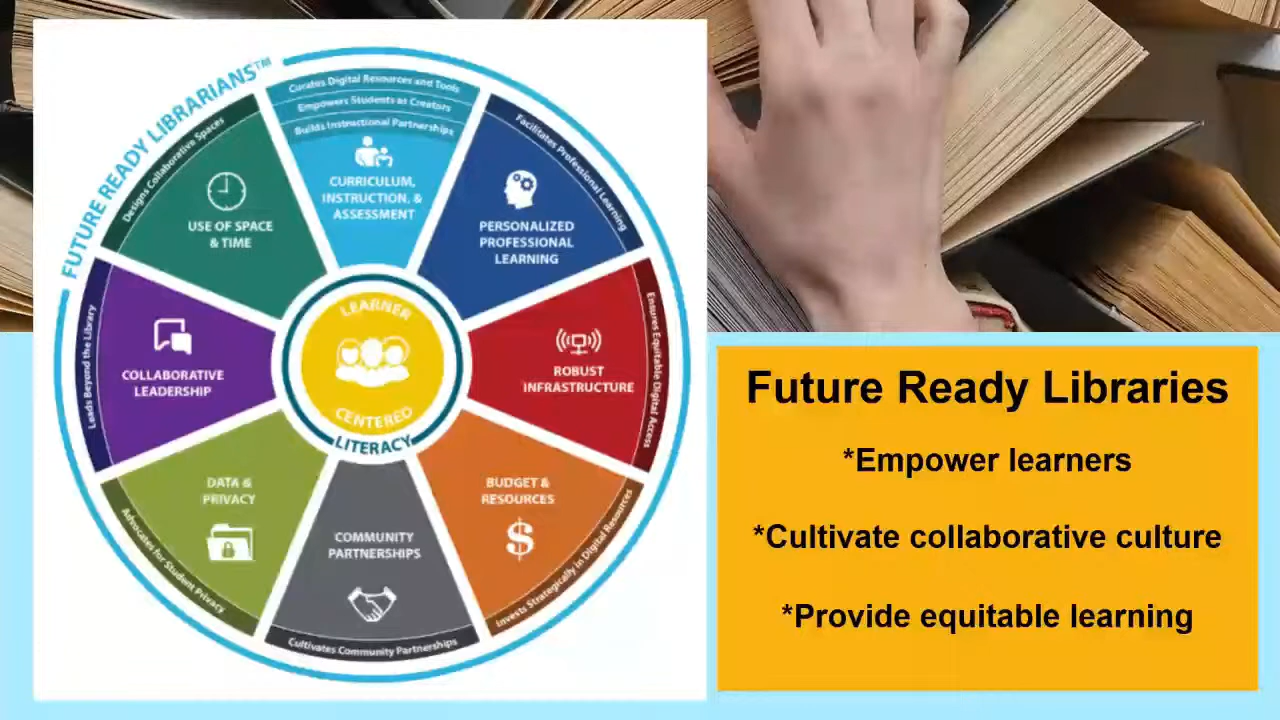 FUTURE READY LIBRARIANS™
Curates Digital Resources and Tools
Empowers Students as Creators
Builds Instructional Partnerships
CURRICULUM,
INSTRUCTION, &
ASSESSMENT
Facilitates Professional Learning
PERSONALIZED
PROFESSIONAL
LEARNING
Ensures Equitable Digital Access
ROBUST
INFRASTRUCTURE
Invests Strategically in Digital Resources
BUDGET &
RESOURCES
$
Cultivates Community Partnerships
COMMUNITY
PARTNERSHIPS
Advocates for Student Privacy
DATA &
PRIVACY
Leads Beyond the Library
COLLABORATIVE
LEADERSHIP
Designs Collaborative Spaces
USE OF SPACE
& TIME
LEARNER
CENTERED
LITERACY
Future Ready Libraries
*Empower learners
*Cultivate collaborative culture
*Provide equitable learning